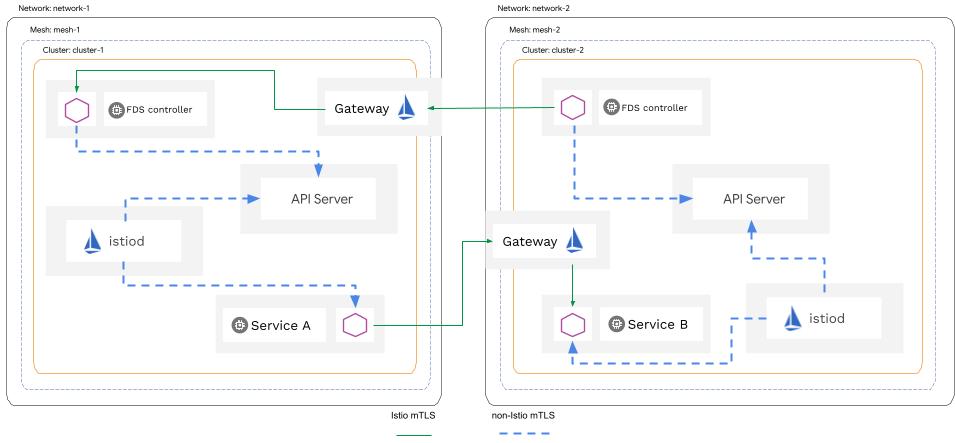 Network: network-1
Mesh: mesh-1
Cluster: cluster-1
FDS controller
Gateway
API Server
istiod
Service A
Network: network-2
Mesh: mesh-2
Cluster: cluster-2
FDS controller
API Server
Gateway
Service B
istiod
Istio mTLS
non-Istio mTLS